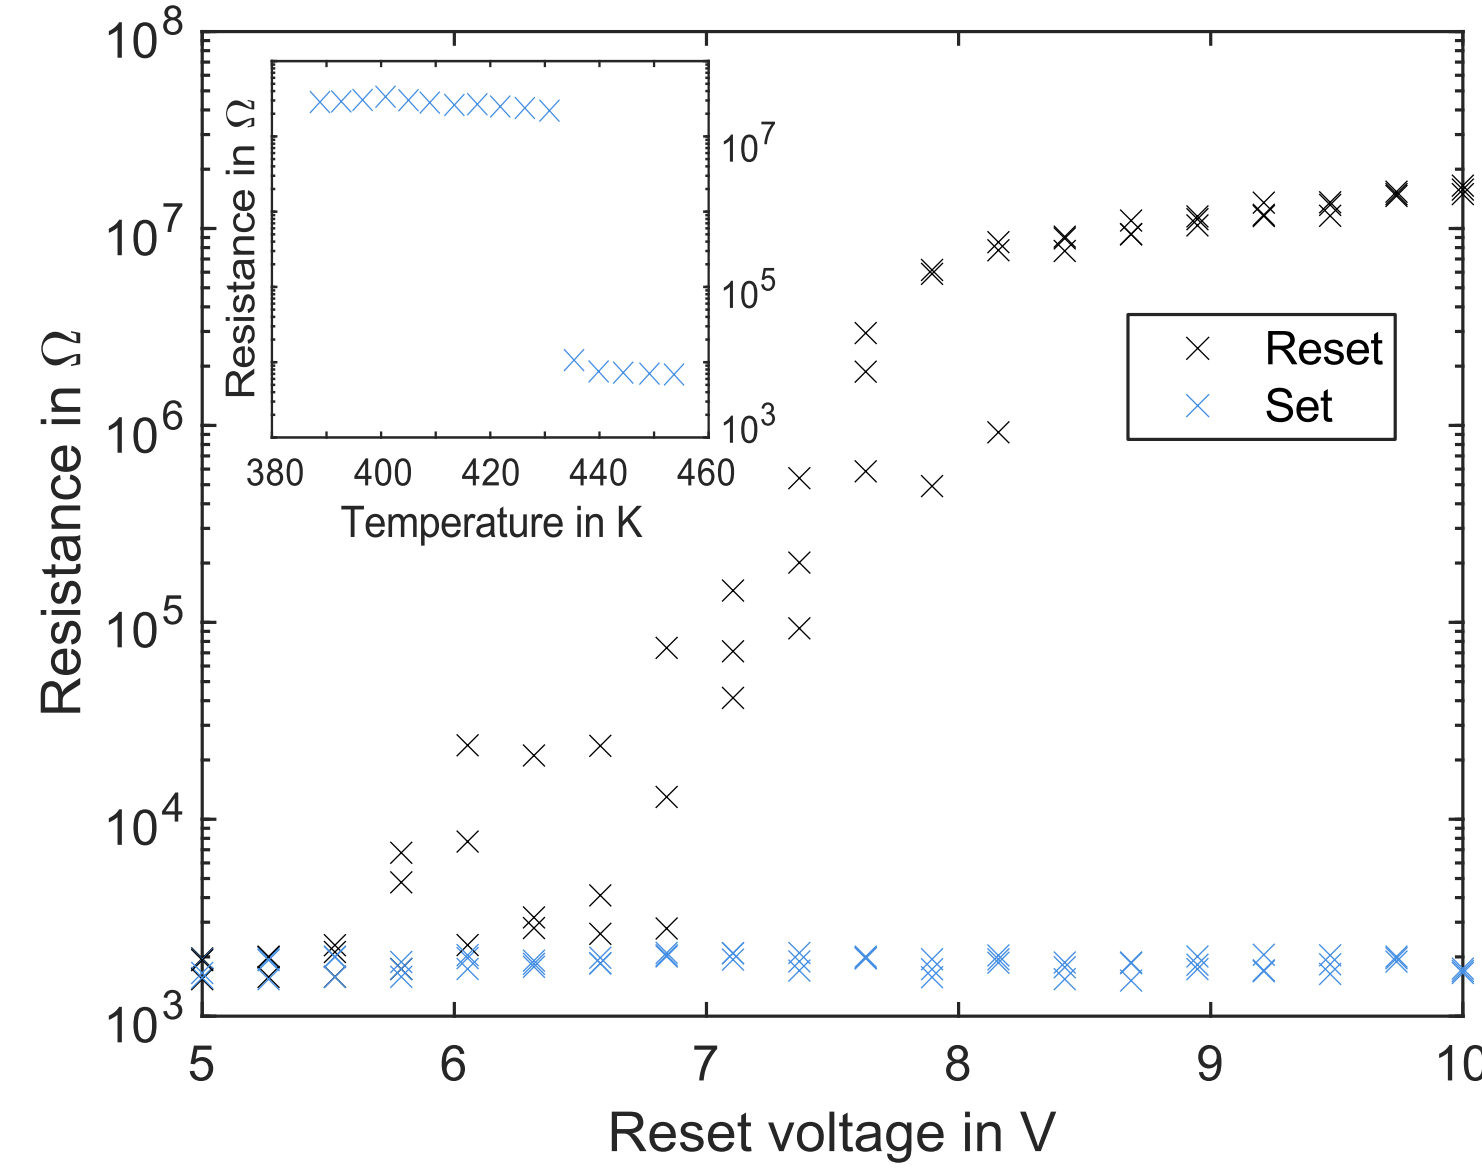 10^8
10^7
10^6
10^5
10^4
10^3
Resistance in Ω
5 6 7 8 9 10
Reset voltage in V
Resistance in Ω
10^7
10^5
10^3
380 400 420 440 460
Temperature in K
Reset
Set